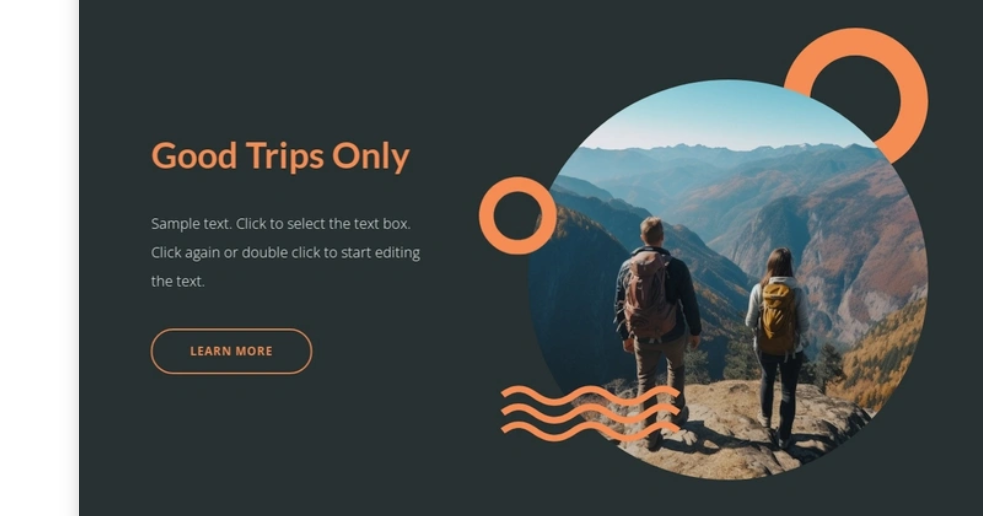 Good Trips Only
Sample text. Click to select the text box.
Click again or double click to start editing
the text.
LEARN MORE